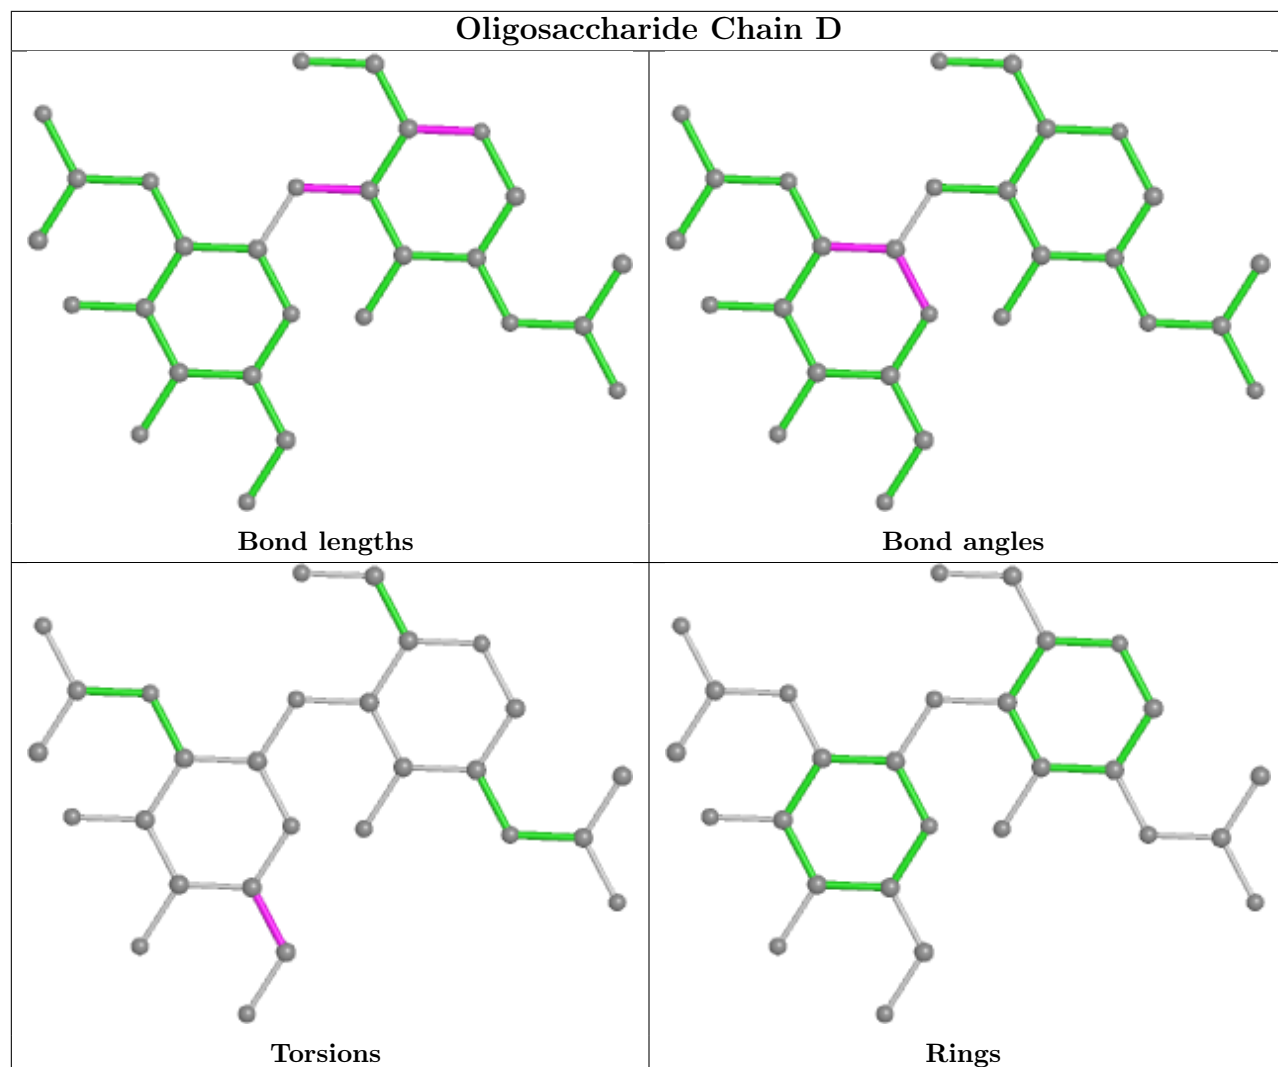 Oligosaccharide Chain D
Bond lengths
Bond angles
Torsions
Rings